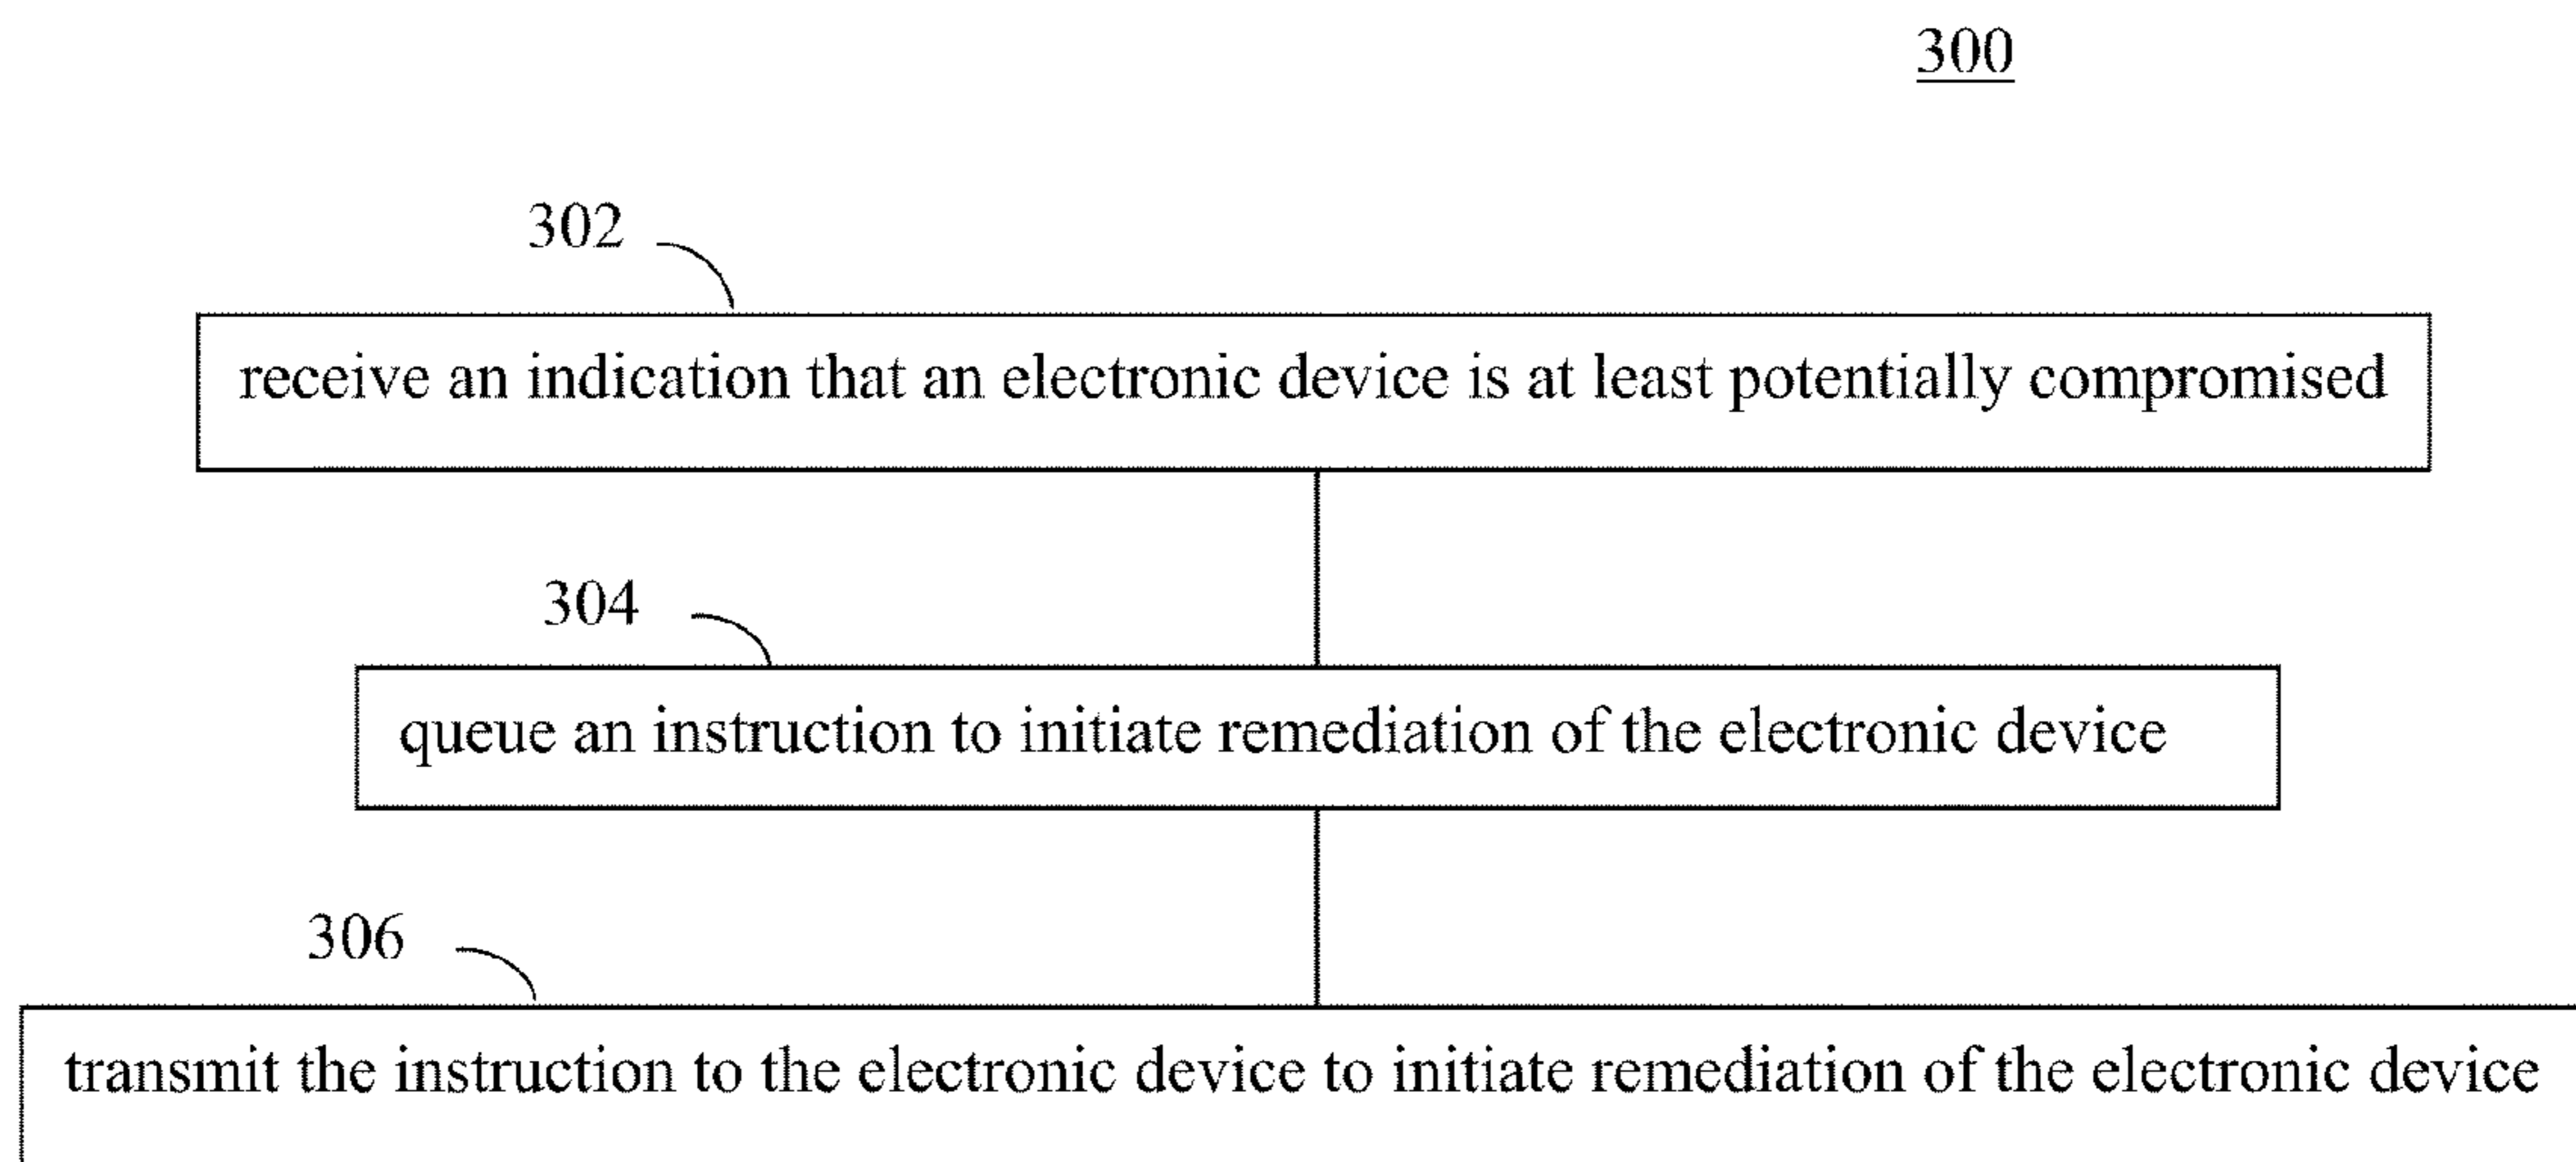 300
302
receive an indication that an electronic device is at least potentially compromised
304
queue an instruction to initiate remediation of the electronic device
306
transmit the instruction to the electronic device to initiate remediation of the electronic device